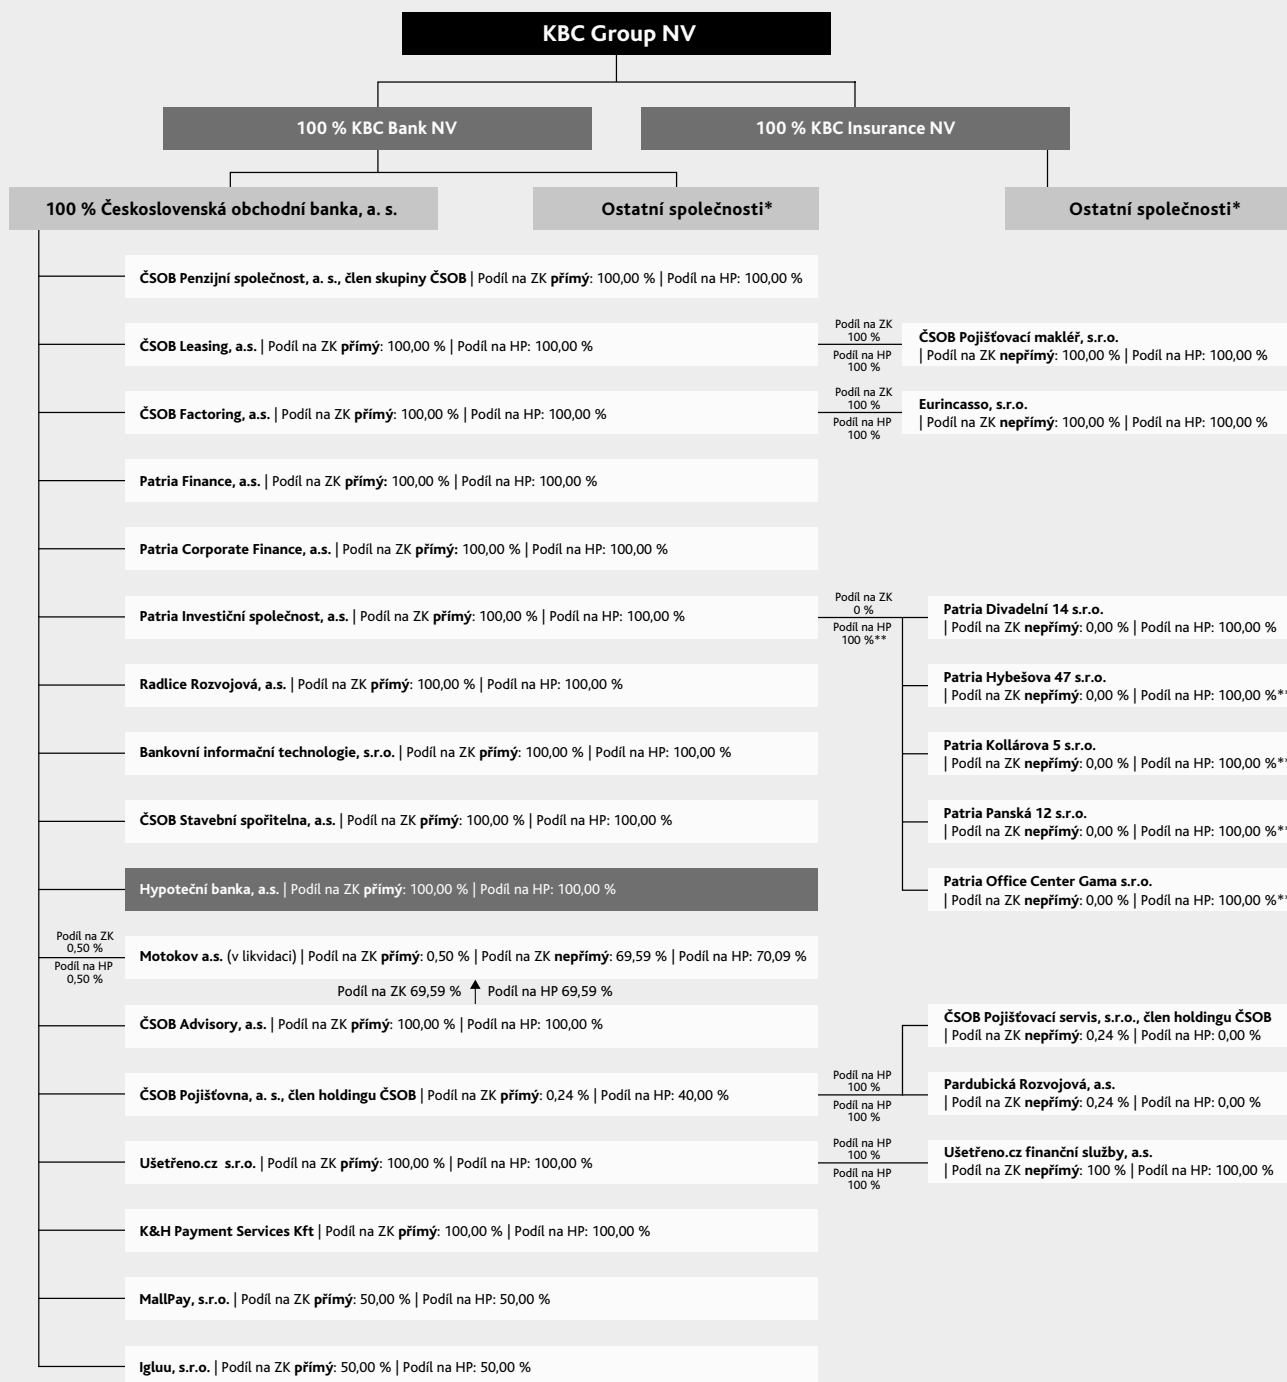 KBC Group NV
100 % KBC Bank NV
100 % KBC Insurance NV
100 % Československá obchodní banka, a. s.
Ostatní společnosti*
Ostatní společnosti*
ČSOB Penzijní společnost, a. s., člen skupiny ČSOB | Podíl na ZK přímý: 100,00 % | Podíl na HP: 100,00 %
ČSOB Leasing, a.s. | Podíl na ZK přímý: 100,00 % | Podíl na HP: 100,00 %
Podíl na ZK
100 %
Podíl na HP
100 %
ČSOB Pojišťovací makléř, s.r.o.
| Podíl na ZK nepřímý: 100,00 % | Podíl na HP: 100,00 %
ČSOB Factoring, a.s. | Podíl na ZK přímý: 100,00 % | Podíl na HP: 100,00 %
Podíl na ZK
100 %
Podíl na HP
100 %
Eurincasso, s.r.o.
| Podíl na ZK nepřímý: 100,00 % | Podíl na HP: 100,00 %
Patria Finance, a.s. | Podíl na ZK přímý: 100,00 % | Podíl na HP: 100,00 %
Patria Corporate Finance, a.s. | Podíl na ZK přímý: 100,00 % | Podíl na HP: 100,00 %
Patria Investiční společnost, a.s. | Podíl na ZK přímý: 100,00 % | Podíl na HP: 100,00 %
Podíl na ZK
0 %
Podíl na HP
100 %**
Patria Divadelní 14 s.r.o.
| Podíl na ZK nepřímý: 0,00 % | Podíl na HP: 100,00 %
Radlice Rozvojová, a.s. | Podíl na ZK přímý: 100,00 % | Podíl na HP: 100,00 %
Patria Hybešova 47 s.r.o.
| Podíl na ZK nepřímý: 0,00 % | Podíl na HP: 100,00 %**
Bankovní informační technologie, s.r.o. | Podíl na ZK přímý: 100,00 % | Podíl na HP: 100,00 %
Patria Kollárova 5 s.r.o.
| Podíl na ZK nepřímý: 0,00 % | Podíl na HP: 100,00 %**
ČSOB Stavební spořitelna, a.s. | Podíl na ZK přímý: 100,00 % | Podíl na HP: 100,00 %
Patria Panská 12 s.r.o.
| Podíl na ZK nepřímý: 0,00 % | Podíl na HP: 100,00 %**
Hypoteční banka, a.s. | Podíl na ZK přímý: 100,00 % | Podíl na HP: 100,00 %
Patria Office Center Gama s.r.o.
| Podíl na ZK nepřímý: 0,00 % | Podíl na HP: 100,00 %**
Podíl na ZK
0,50 %
Podíl na HP
0,50 %
Motokov a.s. (v likvidaci) | Podíl na ZK přímý: 0,50 % | Podíl na ZK nepřímý: 69,59 % | Podíl na HP: 70,09 %
Podíl na ZK 69,59 % Podíl na HP 69,59 %
ČSOB Advisory, a.s. | Podíl na ZK přímý: 100,00 % | Podíl na HP: 100,00 %
ČSOB Pojišťovací servis, s.r.o., člen holdingu ČSOB
| Podíl na ZK nepřímý: 0,24 % | Podíl na HP: 0,00 %
ČSOB Pojišťovna, a. s., člen holdingu ČSOB | Podíl na ZK přímý: 0,24 % | Podíl na HP: 40,00 %
Podíl na HP
100 %
Podíl na HP
100 %
Pardubická Rozvojová, a.s.
| Podíl na ZK nepřímý: 0,24 % | Podíl na HP: 0,00 %
Ušetřeno.cz s.r.o. | Podíl na ZK přímý: 100,00 % | Podíl na HP: 100,00 %
Podíl na HP
100 %
Podíl na HP
100 %
Ušetřeno.cz finanční služby, a.s.
| Podíl na ZK nepřímý: 100 % | Podíl na HP: 100,00 %
K&H Payment Services Kft | Podíl na ZK přímý: 100,00 % | Podíl na HP: 100,00 %
MallPay, s.r.o. | Podíl na ZK přímý: 50,00 % | Podíl na HP: 50,00 %
Igluu, s.r.o. | Podíl na ZK přímý: 50,00 % | Podíl na HP: 50,00 %